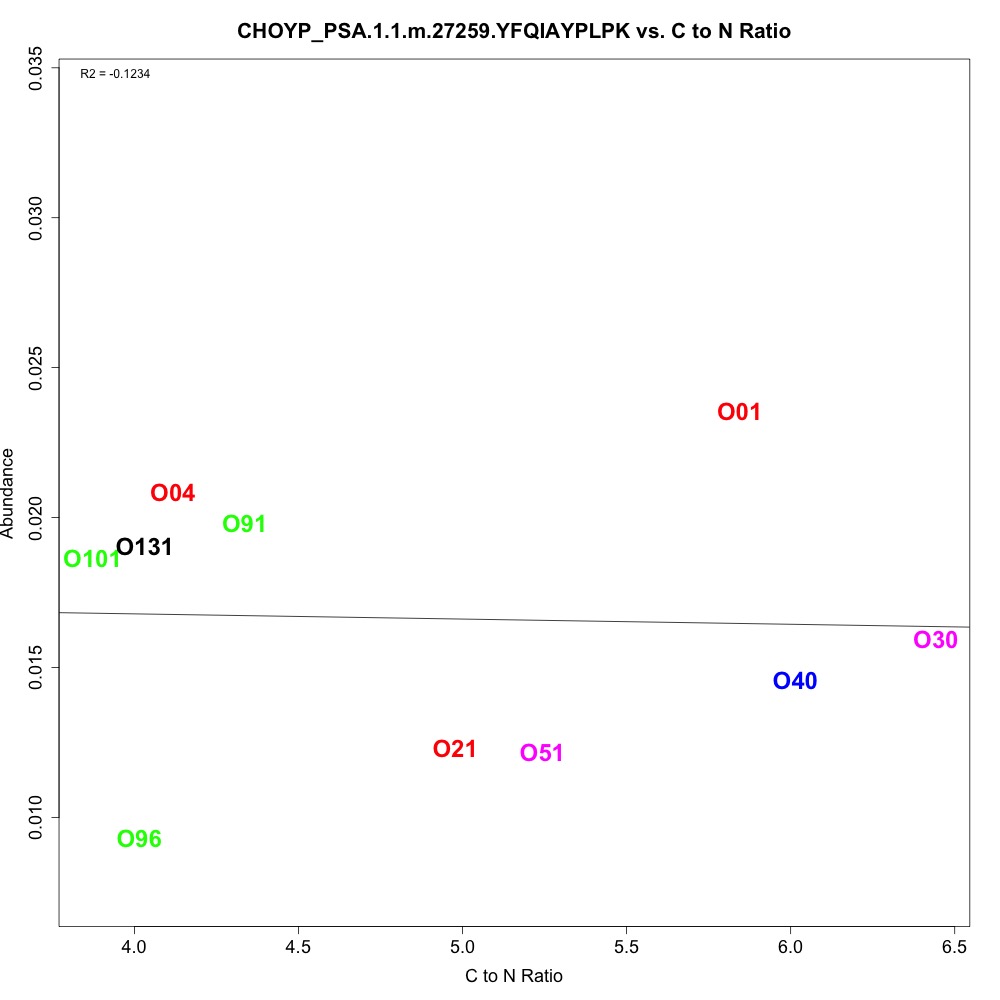 CHOYP_PSA.1.1.m.27259.YFQIAYPLPK vs. C to N Ratio
R2 = -0.1234
0.035
0.030
0.025
0.020
0.015
0.010
Abundance
O01
O04
O91
O131
O101
O30
O40
O21
O51
O96
4.0 4.5 5.0 5.5 6.0 6.5
C to N Ratio